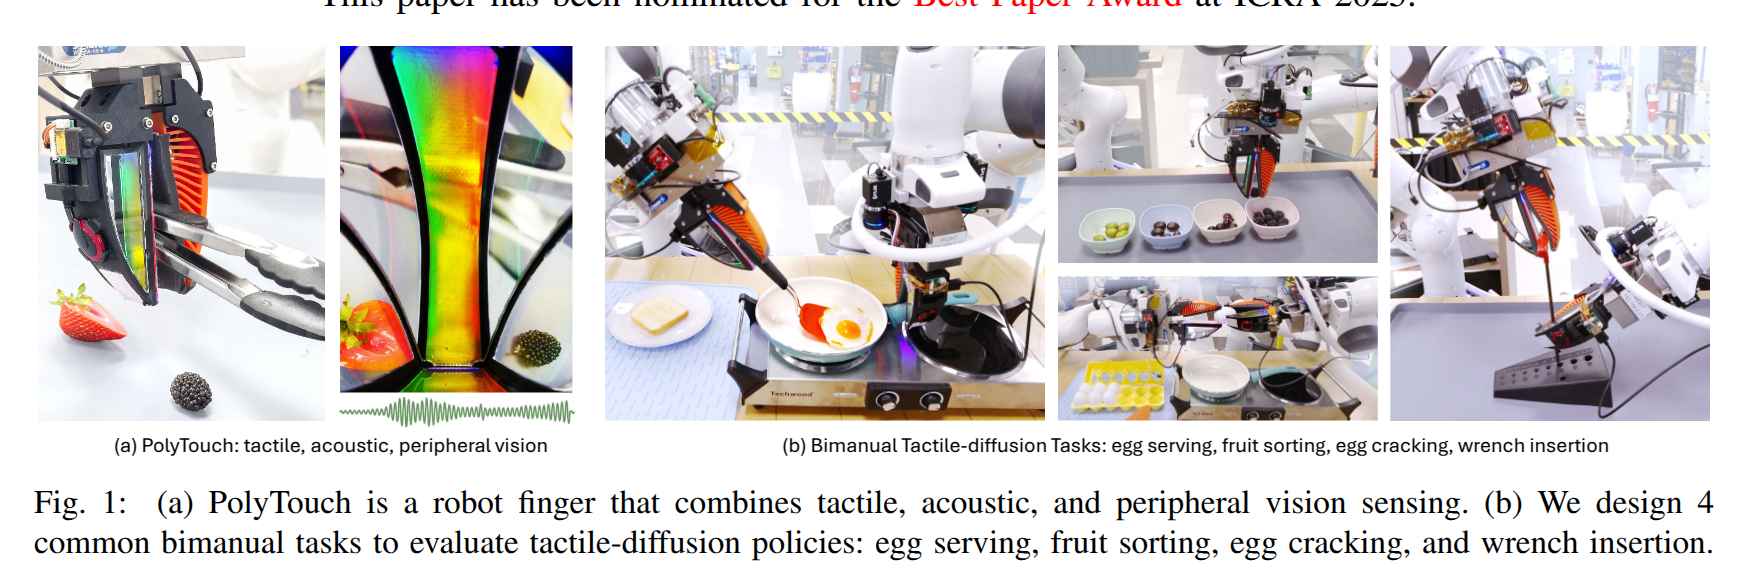 This paper has been nominated for the Best Paper Award at ICRA 2025.
Techwood
(a) PolyTouch: tactile, acoustic, peripheral vision
(b) Bimanual Tactile-diffusion Tasks: egg serving, fruit sorting, egg cracking, wrench insertion
Fig. 1: (a) PolyTouch is a robot finger that combines tactile, acoustic, and peripheral vision sensing. (b) We design 4
common bimanual tasks to evaluate tactile-diffusion policies: egg serving, fruit sorting, egg cracking, and wrench insertion.